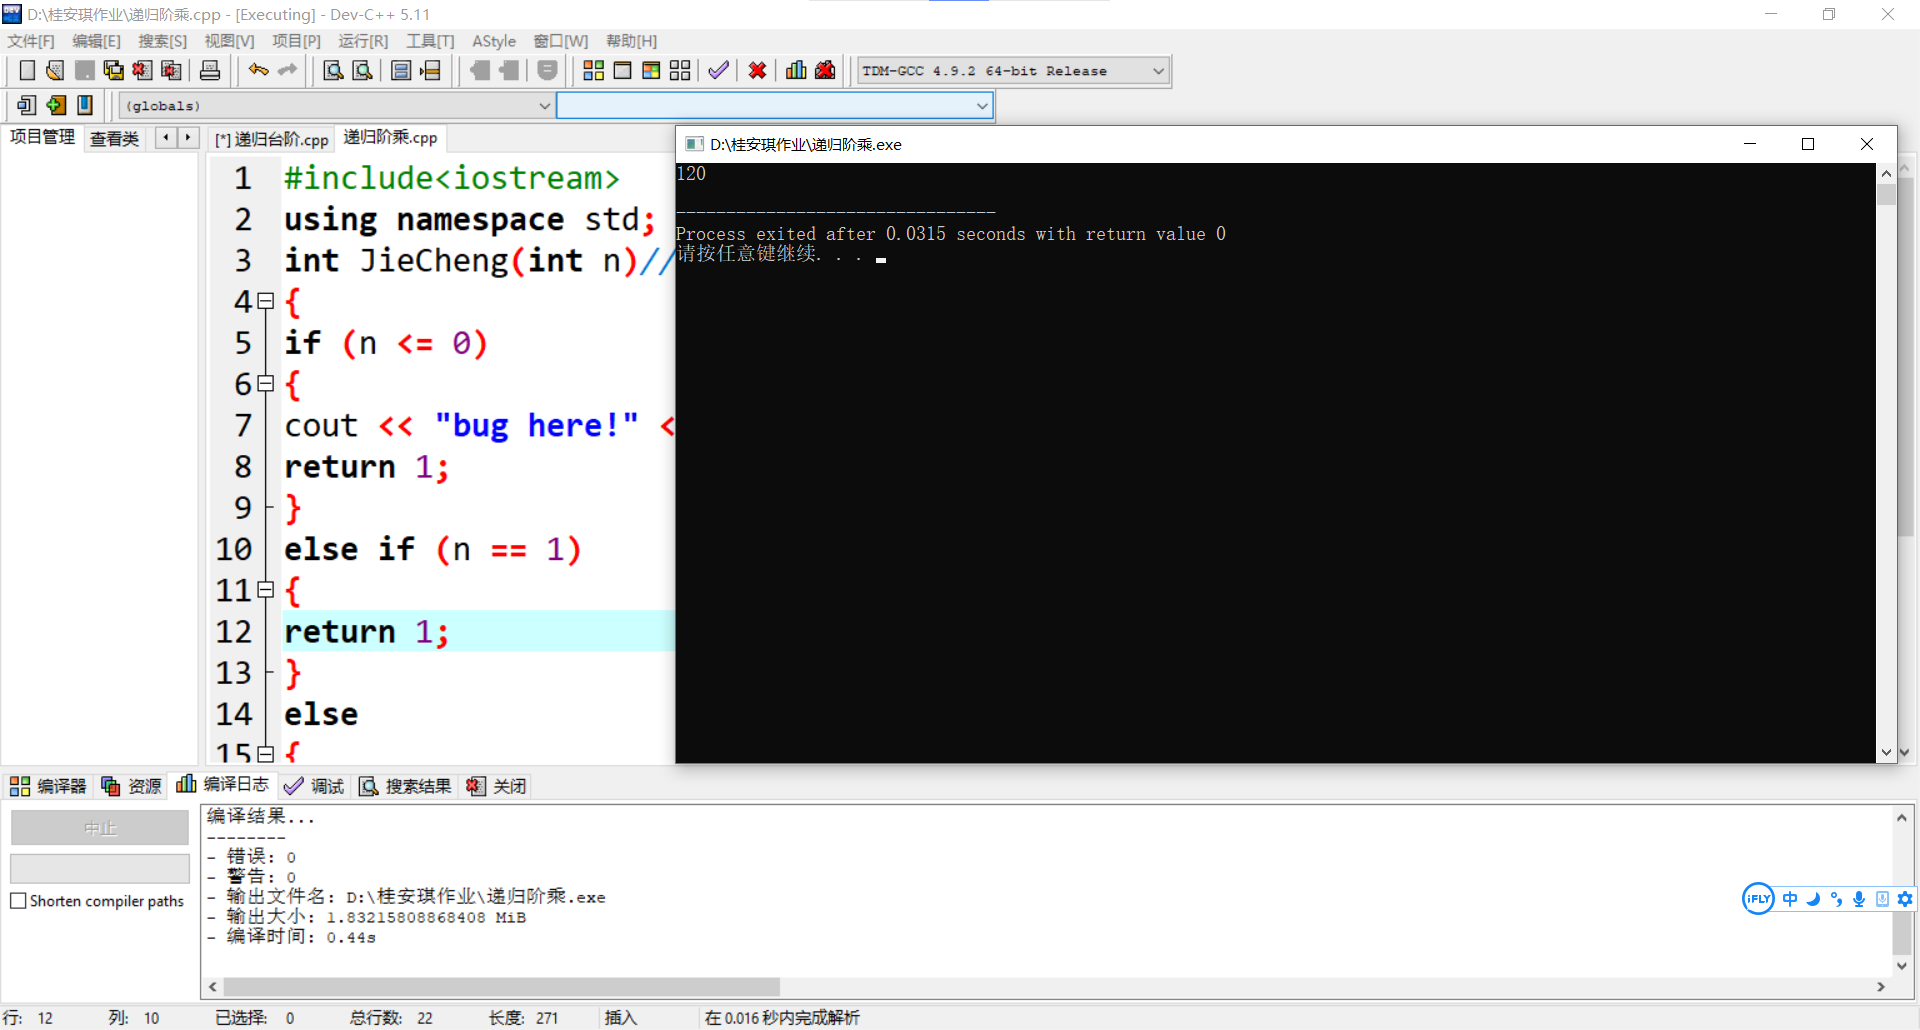 D:\桂安琪作业\递归阶乘.cpp - [Executing] - Dev-C++ 5.11
文件[F] 编辑[E] 搜索[S] 视图[V] 项目[P] 运行[R] 工具[T] AStyle 窗口[W] 帮助[H]
TDM-GCC 4.9.2 64-bit Release
(globals)
项目管理 查看类 [*] 递归台阶.cpp 递归阶乘.cpp
1 #include<iostream>
2 using namespace std;
3 int JieCheng(int n)//
4 {
5 if (n <= 0)
6 {
7 cout << "bug here!" <
8 return 1;
9 }
10 else if (n == 1)
11 {
12 return 1;
13 }
14 else
15 {
D:\桂安琪作业\递归阶乘.exe
120
--------------------------------
Process exited after 0.0315 seconds with return value 0
请按任意键继续. . .
编译器 资源 编译日志 调试 搜索结果 关闭
中止
Shorten compiler paths
编译结果...
--------
- 错误: 0
- 警告: 0
- 输出文件名: D:\桂安琪作业\递归阶乘.exe
- 输出大小: 1.83215808868408 MiB
- 编译时间: 0.44s
iFLY 中
行: 12 列: 10 已选择: 0 总行数: 22 长度: 271 插入 在 0.016 秒内完成解析